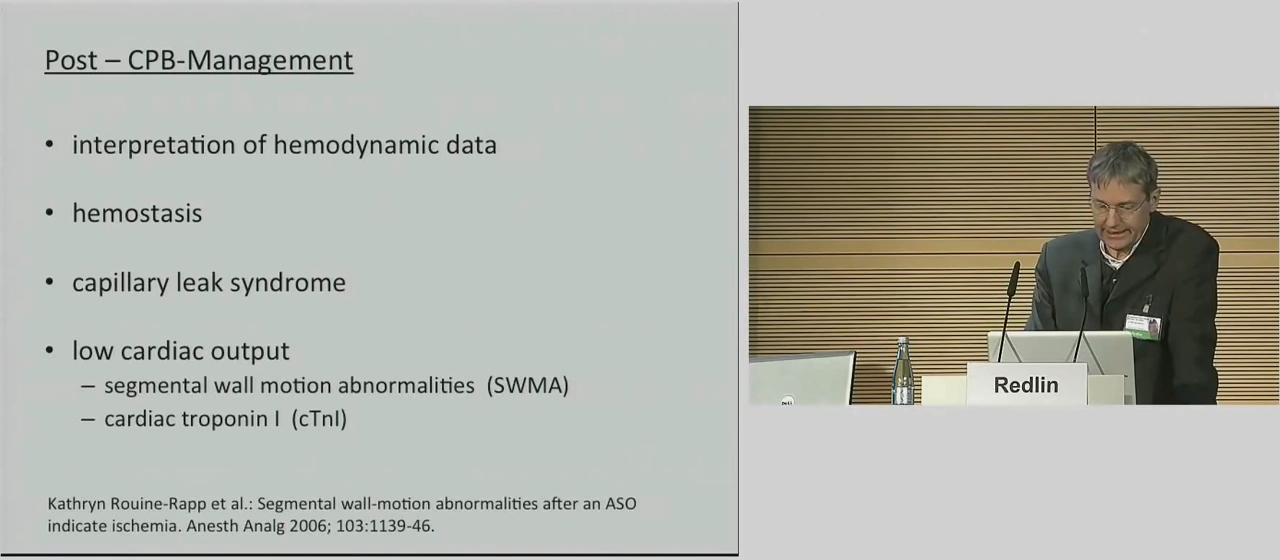 Post – CPB-Management
• interpretation of hemodynamic data
• hemostasis
• capillary leak syndrome
• low cardiac output
– segmental wall motion abnormalities (SWMA)
– cardiac troponin I (cTnI)
Kathryn Rouine-Rapp et al.: Segmental wall-motion abnormalities after an ASO
indicate ischemia. Anesth Analg 2006; 103:1139-46.
Redlin